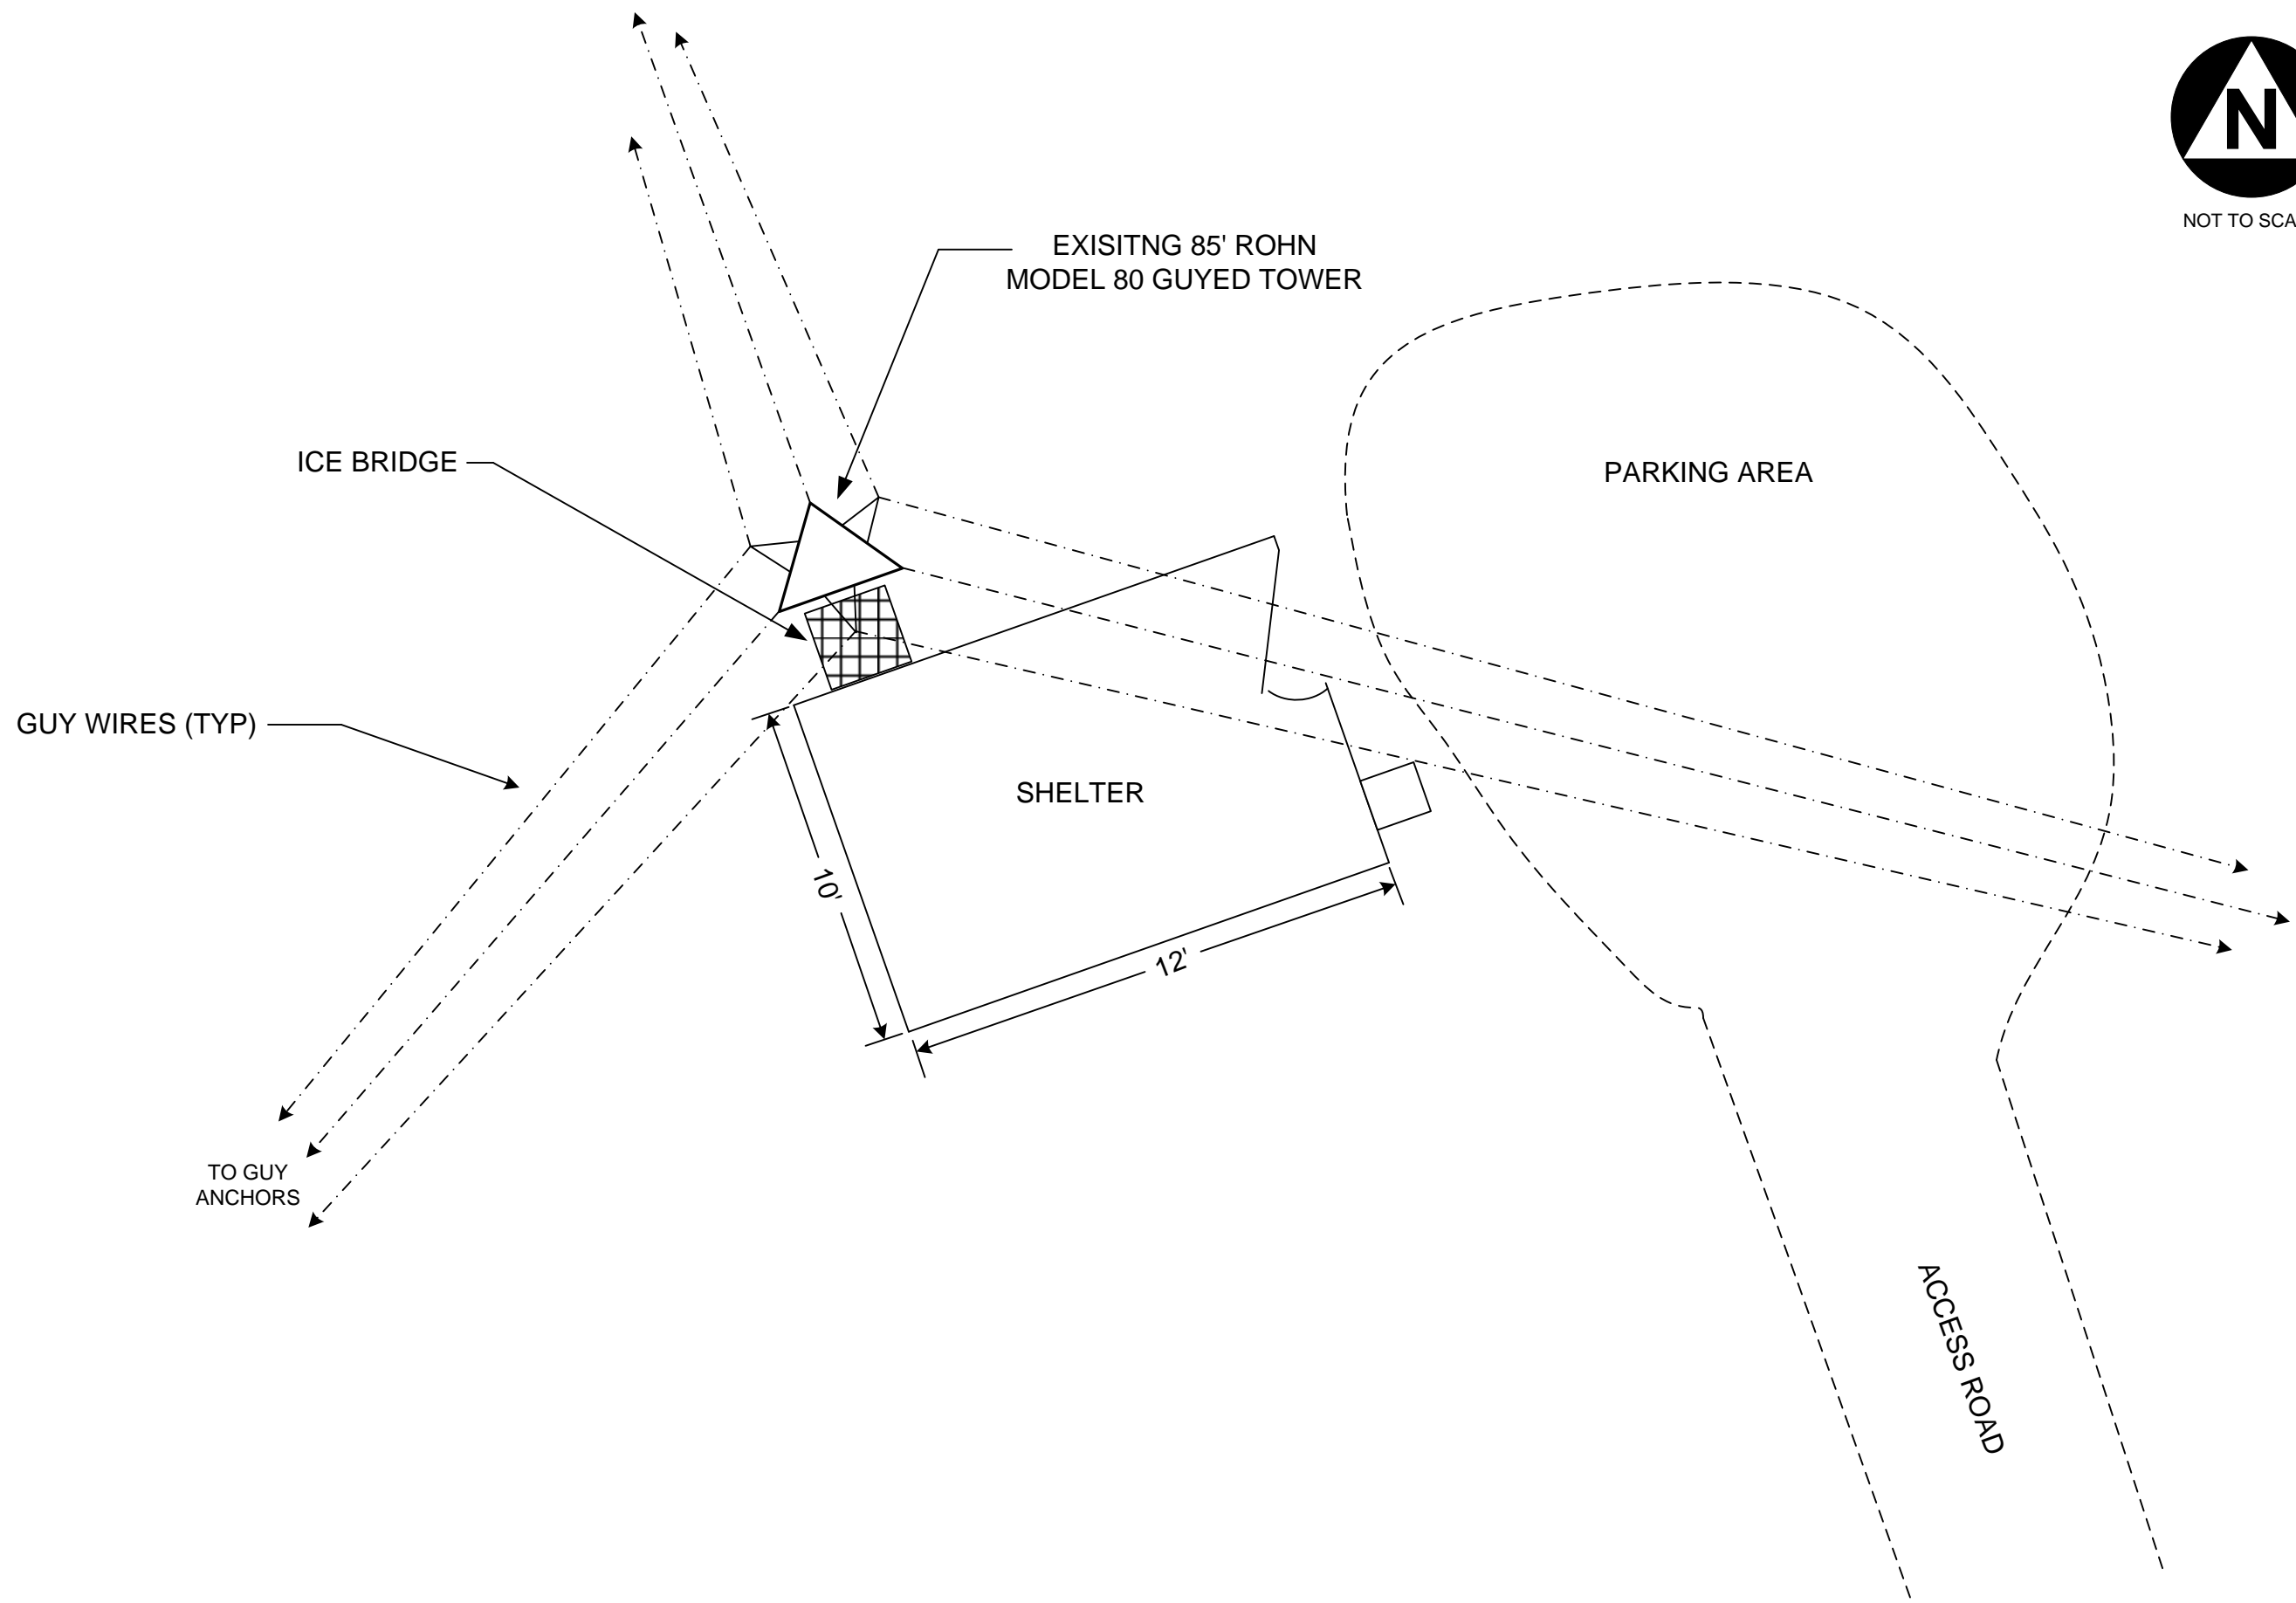 N
NOT TO SCA
EXISITNG 85' ROHN
MODEL 80 GUYED TOWER
ICE BRIDGE
PARKING AREA
GUY WIRES (TYP)
SHELTER
10'
12'
TO GUY
ANCHORS
ACCESS ROAD